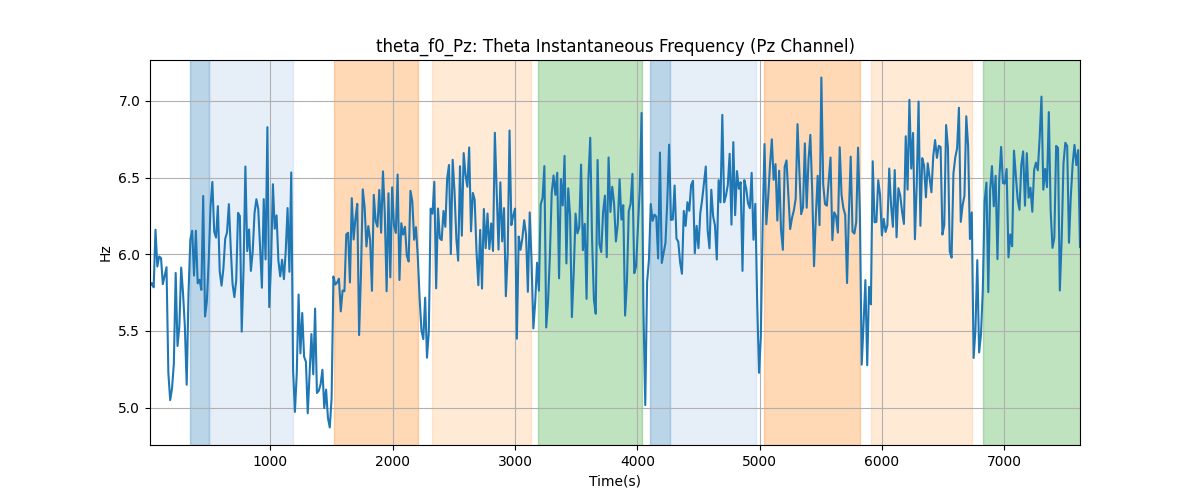 theta_f0_Pz: Theta Instantaneous Frequency (Pz Channel)
7.0
6.5
6.0
5.5
5.0
Hz
1000 2000 3000 4000 5000 6000 7000
Time(s)